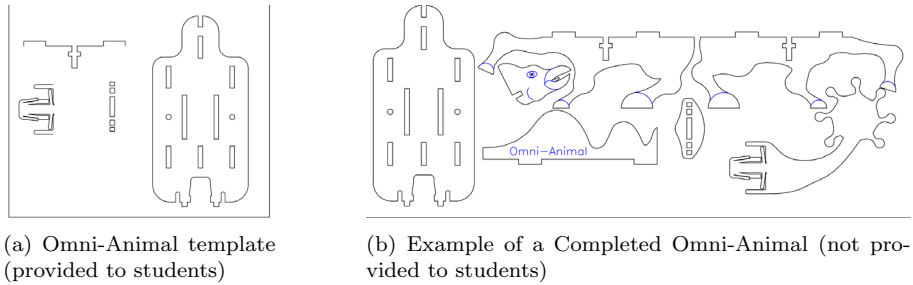 Omni-Animal
(a) Omni-Animal template
(provided to students)
(b) Example of a Completed Omni-Animal (not pro-
vided to students)